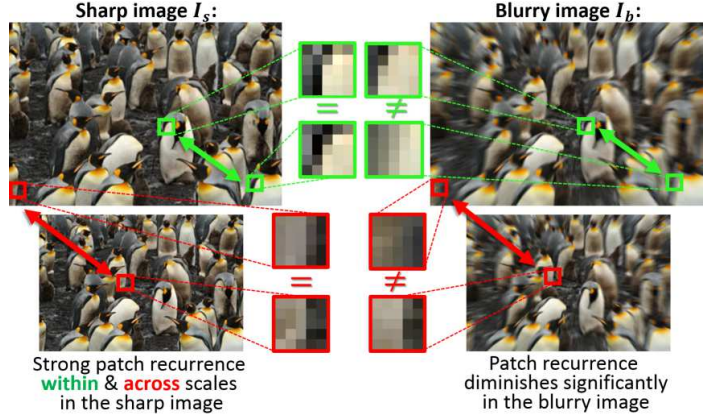 Sharp image I_s:
Blurry image I_b:
= ≠
= ≠
Strong patch recurrence
within & across scales
in the sharp image
Patch recurrence
diminishes significantly
in the blurry image